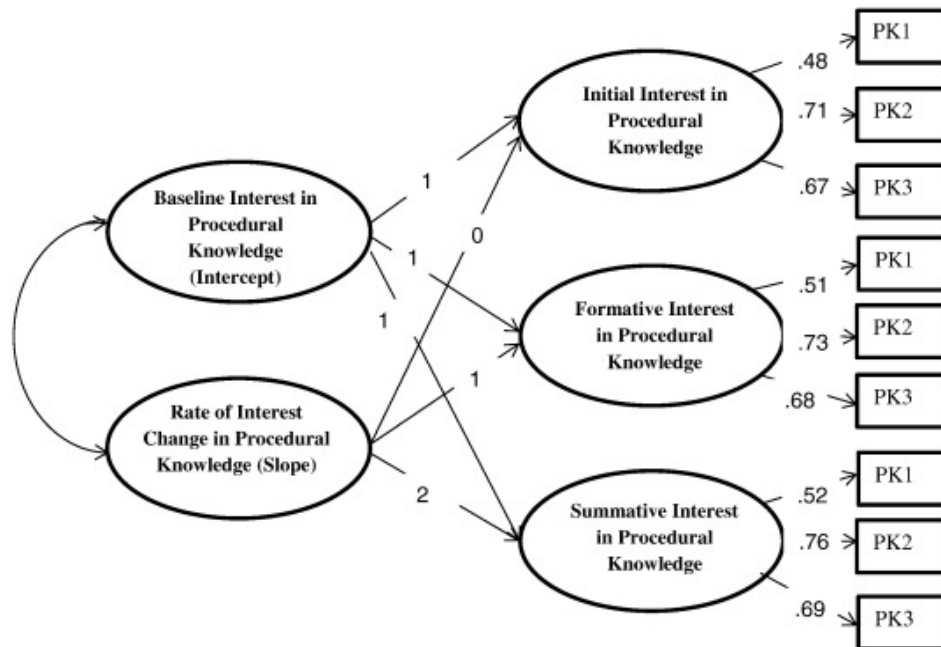 Baseline Interest in
Procedural
Knowledge
(Intercept)
Rate of Interest
Change in Procedural
Knowledge (Slope)
1
1
1
0
1
2
Initial Interest in
Procedural
Knowledge
.48
PK1
.71
PK2
.67
PK3
Formative Interest
in Procedural
Knowledge
.51
PK1
.73
PK2
.68
PK3
Summative Interest
in Procedural
Knowledge
.52
PK1
.76
PK2
.69
PK3